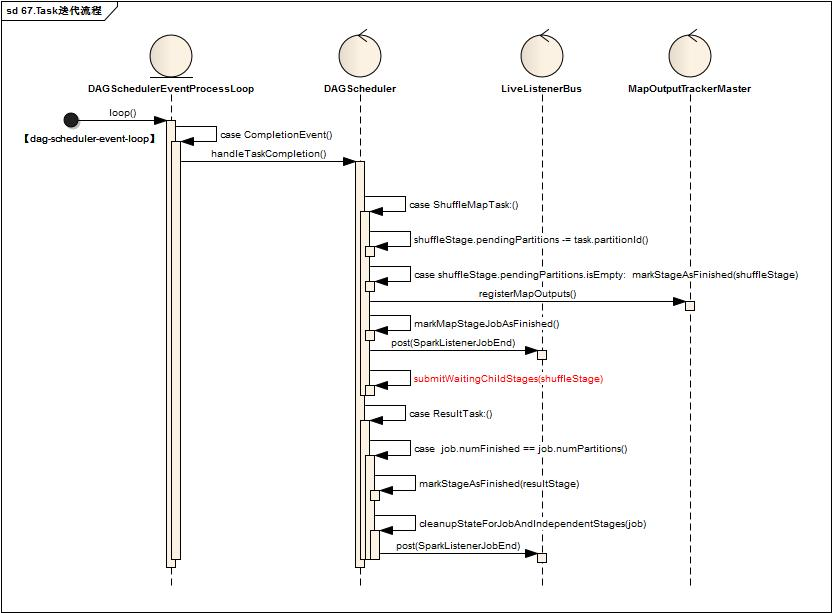 sd 67.Task迭代流程
DAGSchedulerEventProcessLoop
DAGScheduler
LiveListenerBus
MapOutputTrackerMaster
loop()
【dag-scheduler-event-loop】
case CompletionEvent()
handleTaskCompletion()
case ShuffleMapTask:()
shuffleStage.pendingPartitions -= task.partitionId()
case shuffleStage.pendingPartitions.isEmpty: markStageAsFinished(shuffleStage)
registerMapOutputs()
markMapStageJobAsFinished()
post(SparkListenerJobEnd)
submitWaitingChildStages(shuffleStage)
case ResultTask:()
case job.numFinished == job.numPartitions()
markStageAsFinished(resultStage)
cleanupStateForJobAndIndependentStages(job)
post(SparkListenerJobEnd)